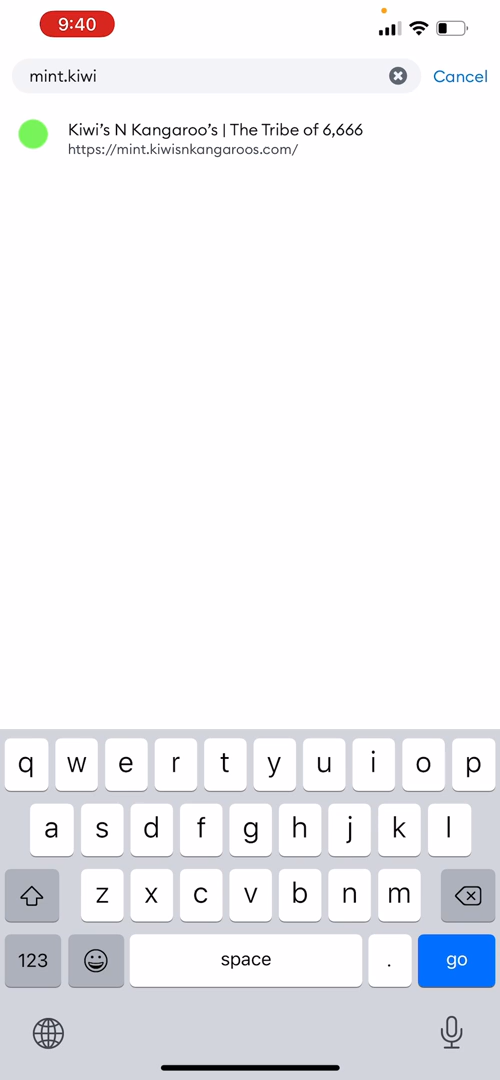 9:40
mint.kiwi
Cancel
Kiwi’s N Kangaroo’s | The Tribe of 6,666
https://mint.kiwisnkangaroos.com/
q w e r t y u i o p
a s d f g h j k l
z x c v b n m
123 space . go